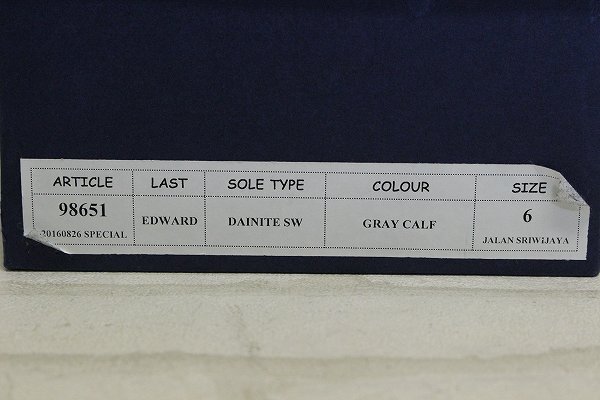 ARTICLE LAST SOLE TYPE COLOUR SIZE
98651 EDWARD DAINITE SW GRAY CALF 6
20160826 SPECIAL JALAN SRIWiJAYA